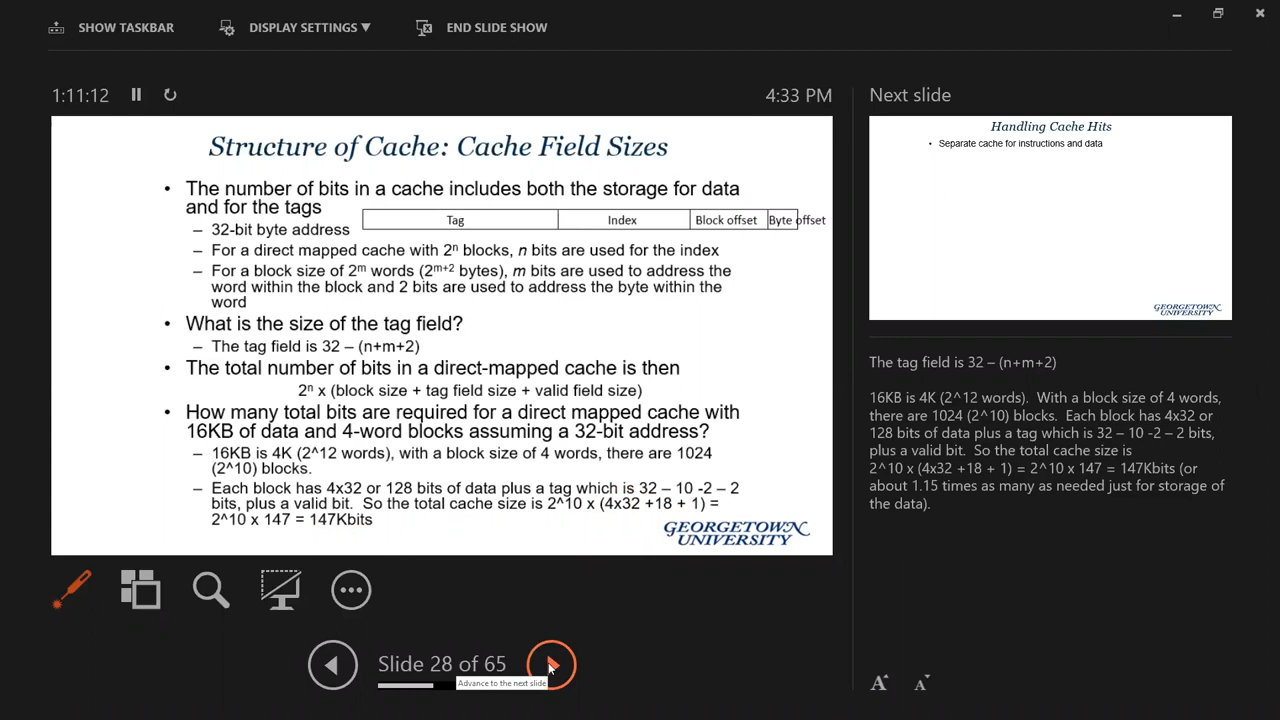 SHOW TASKBAR
DISPLAY SETTINGS ▼
END SLIDE SHOW
1:11:12
4:33 PM
Structure of Cache: Cache Field Sizes
• The number of bits in a cache includes both the storage for data
and for the tags
Tag Index Block offset Byte offset
– 32-bit byte address
– For a direct mapped cache with 2ⁿ blocks, n bits are used for the index
– For a block size of 2ᵐ words (2ᵐ⁺² bytes), m bits are used to address the
word within the block and 2 bits are used to address the byte within the
word
• What is the size of the tag field?
– The tag field is 32 – (n+m+2)
• The total number of bits in a direct-mapped cache is then
2ⁿ x (block size + tag field size + valid field size)
• How many total bits are required for a direct mapped cache with
16KB of data and 4-word blocks assuming a 32-bit address?
– 16KB is 4K (2^12 words), with a block size of 4 words, there are 1024
(2^10) blocks.
– Each block has 4x32 or 128 bits of data plus a tag which is 32 – 10 -2 – 2
bits, plus a valid bit. So the total cache size is 2^10 x (4x32 +18 + 1) =
2^10 x 147 = 147Kbits
GEORGETOWN
UNIVERSITY
Slide 28 of 65
Advance to the next slide
Next slide
Handling Cache Hits
• Separate cache for instructions and data
GEORGETOWN
UNIVERSITY
The tag field is 32 – (n+m+2)
16KB is 4K (2^12 words). With a block size of 4 words,
there are 1024 (2^10) blocks. Each block has 4x32 or
128 bits of data plus a tag which is 32 – 10 -2 – 2 bits,
plus a valid bit. So the total cache size is
2^10 x (4x32 +18 + 1) = 2^10 x 147 = 147Kbits (or
about 1.15 times as many as needed just for storage of
the data).
A A